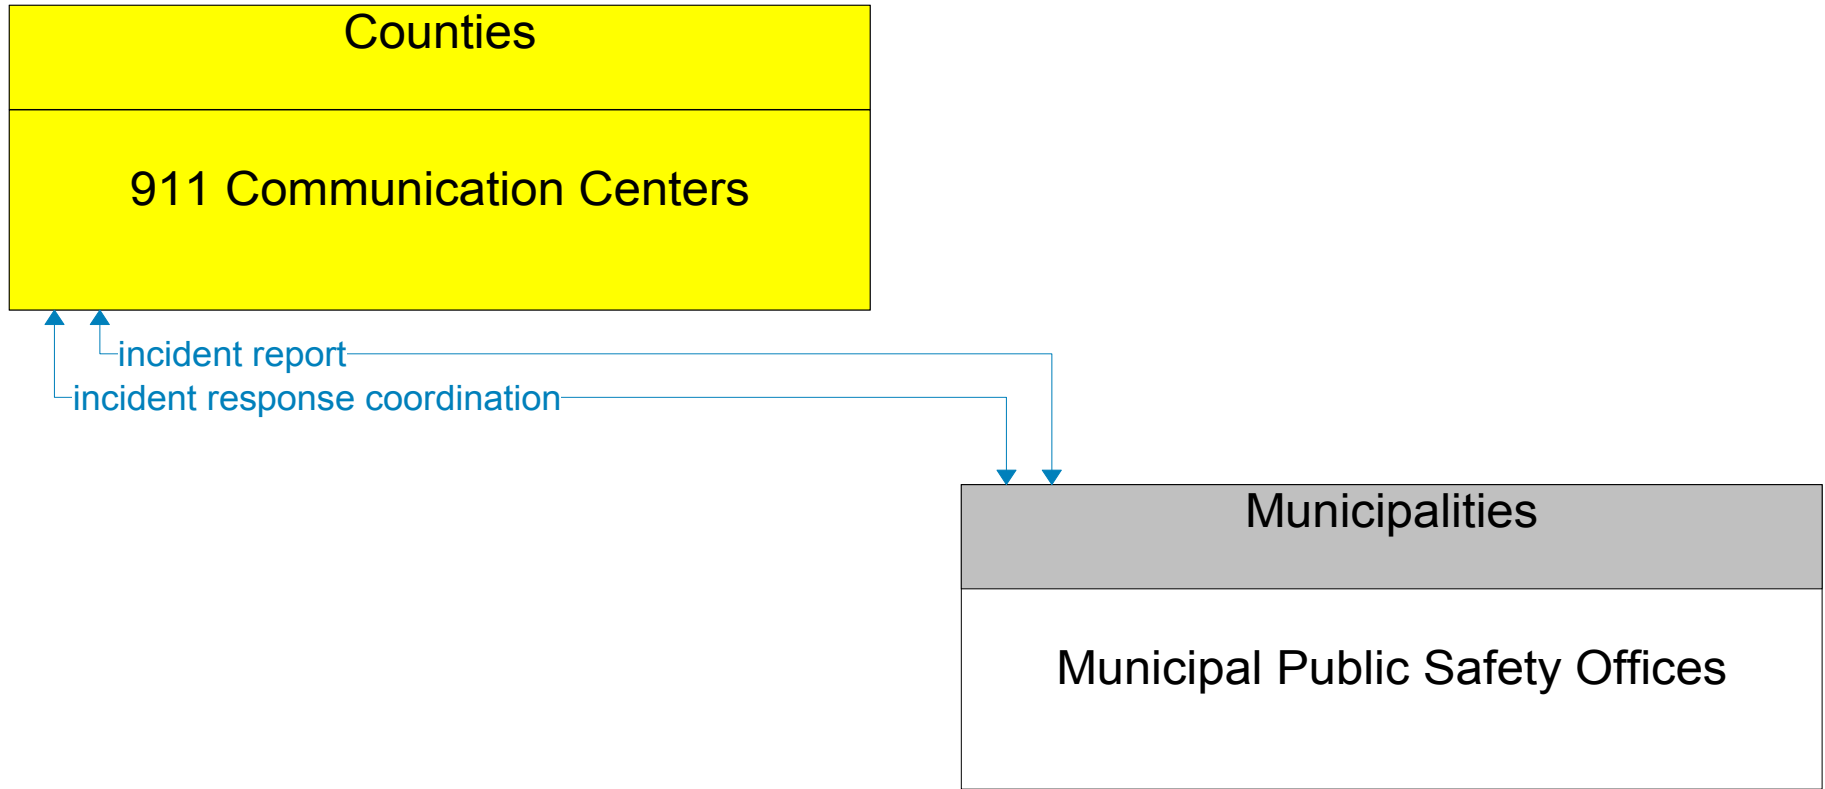 Counties
911 Communication Centers
incident report
incident response coordination
Municipalities
Municipal Public Safety Offices